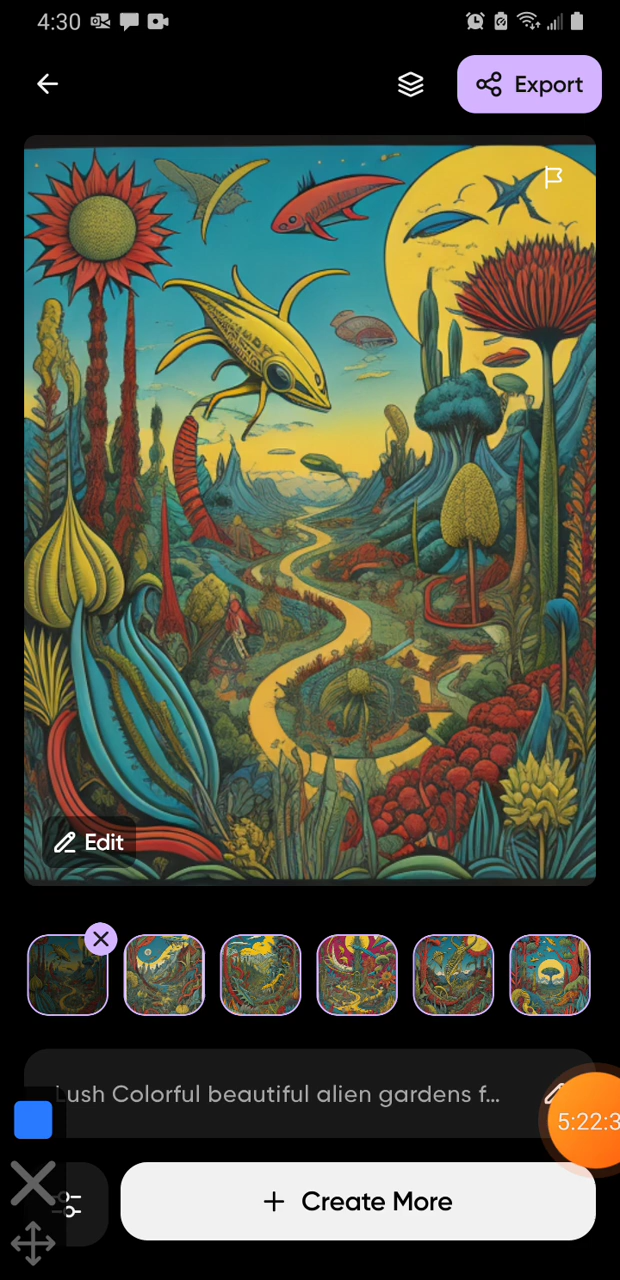 4:30
Export
Edit
Lush Colorful beautiful alien gardens f...
5:22:3
+ Create More